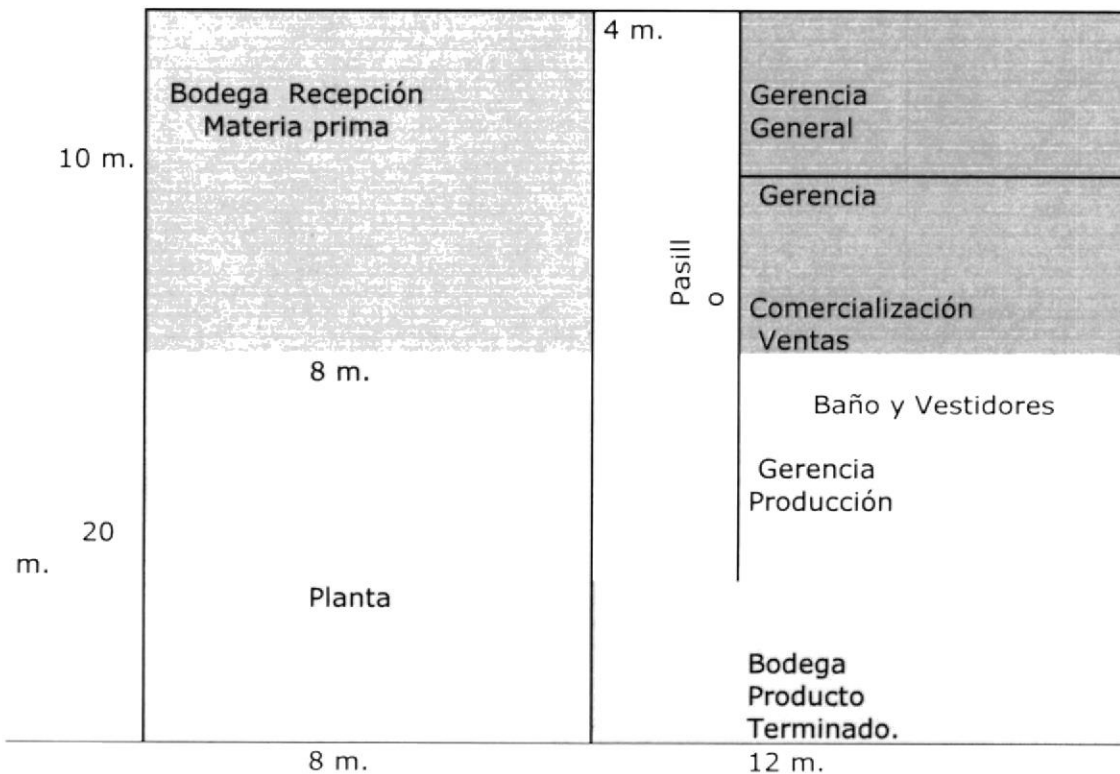 4 m.
Bodega Recepción
Materia prima
10 m.
Gerencia
General
Gerencia
Pasill
o
Comercialización
Ventas
8 m.
Baño y Vestidores
Gerencia
Producción
20
m.
Planta
Bodega
Producto
Terminado.
8 m.
12 m.